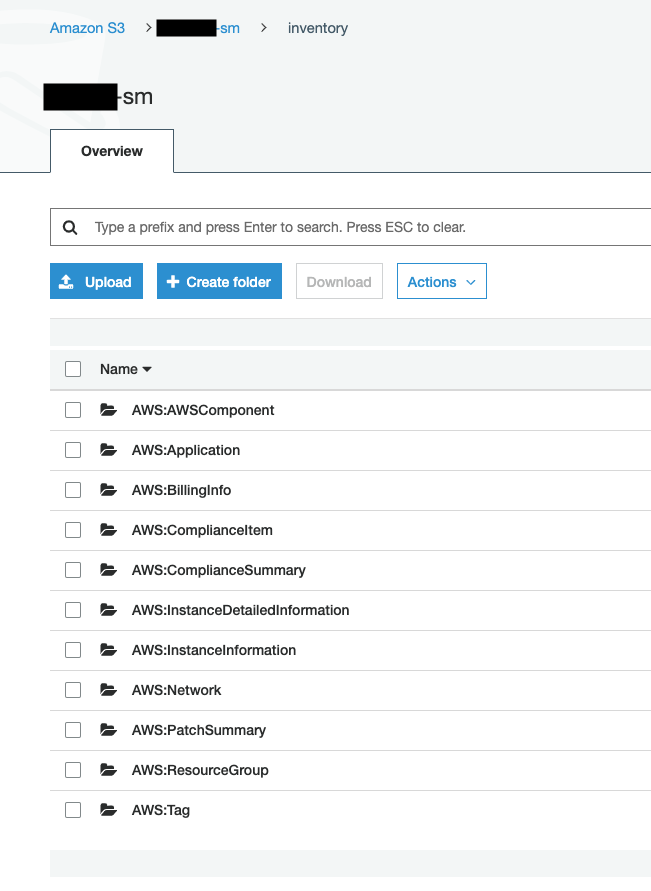 Amazon S3 > -sm > inventory
-sm
Overview
Type a prefix and press Enter to search. Press ESC to clear.
Upload + Create folder Download Actions
Name
AWS:AWSComponent
AWS:Application
AWS:BillingInfo
AWS:ComplianceItem
AWS:ComplianceSummary
AWS:InstanceDetailedInformation
AWS:InstanceInformation
AWS:Network
AWS:PatchSummary
AWS:ResourceGroup
AWS:Tag